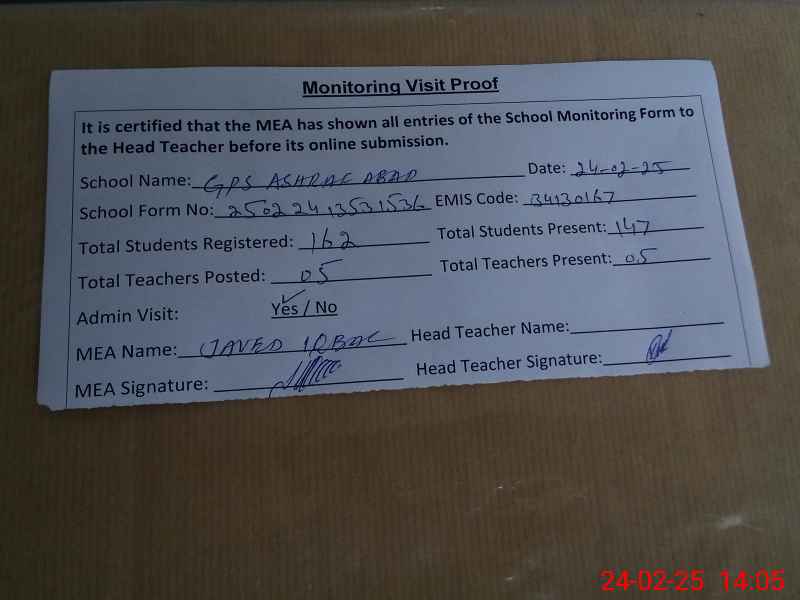 Monitoring Visit Proof
It is certified that the MEA has shown all entries of the School Monitoring Form to
the Head Teacher before its online submission.
School Name: GPS ASHRAF ABAD Date: 24-02-25
School Form No: 25022413531536 EMIS Code: 34130167
Total Students Registered: 162 Total Students Present: 147
Total Teachers Posted: 05 Total Teachers Present: 05
Admin Visit: Yes / No
MEA Name: JAVED IQBAL Head Teacher Name:
MEA Signature: Head Teacher Signature:
24-02-25 14:05